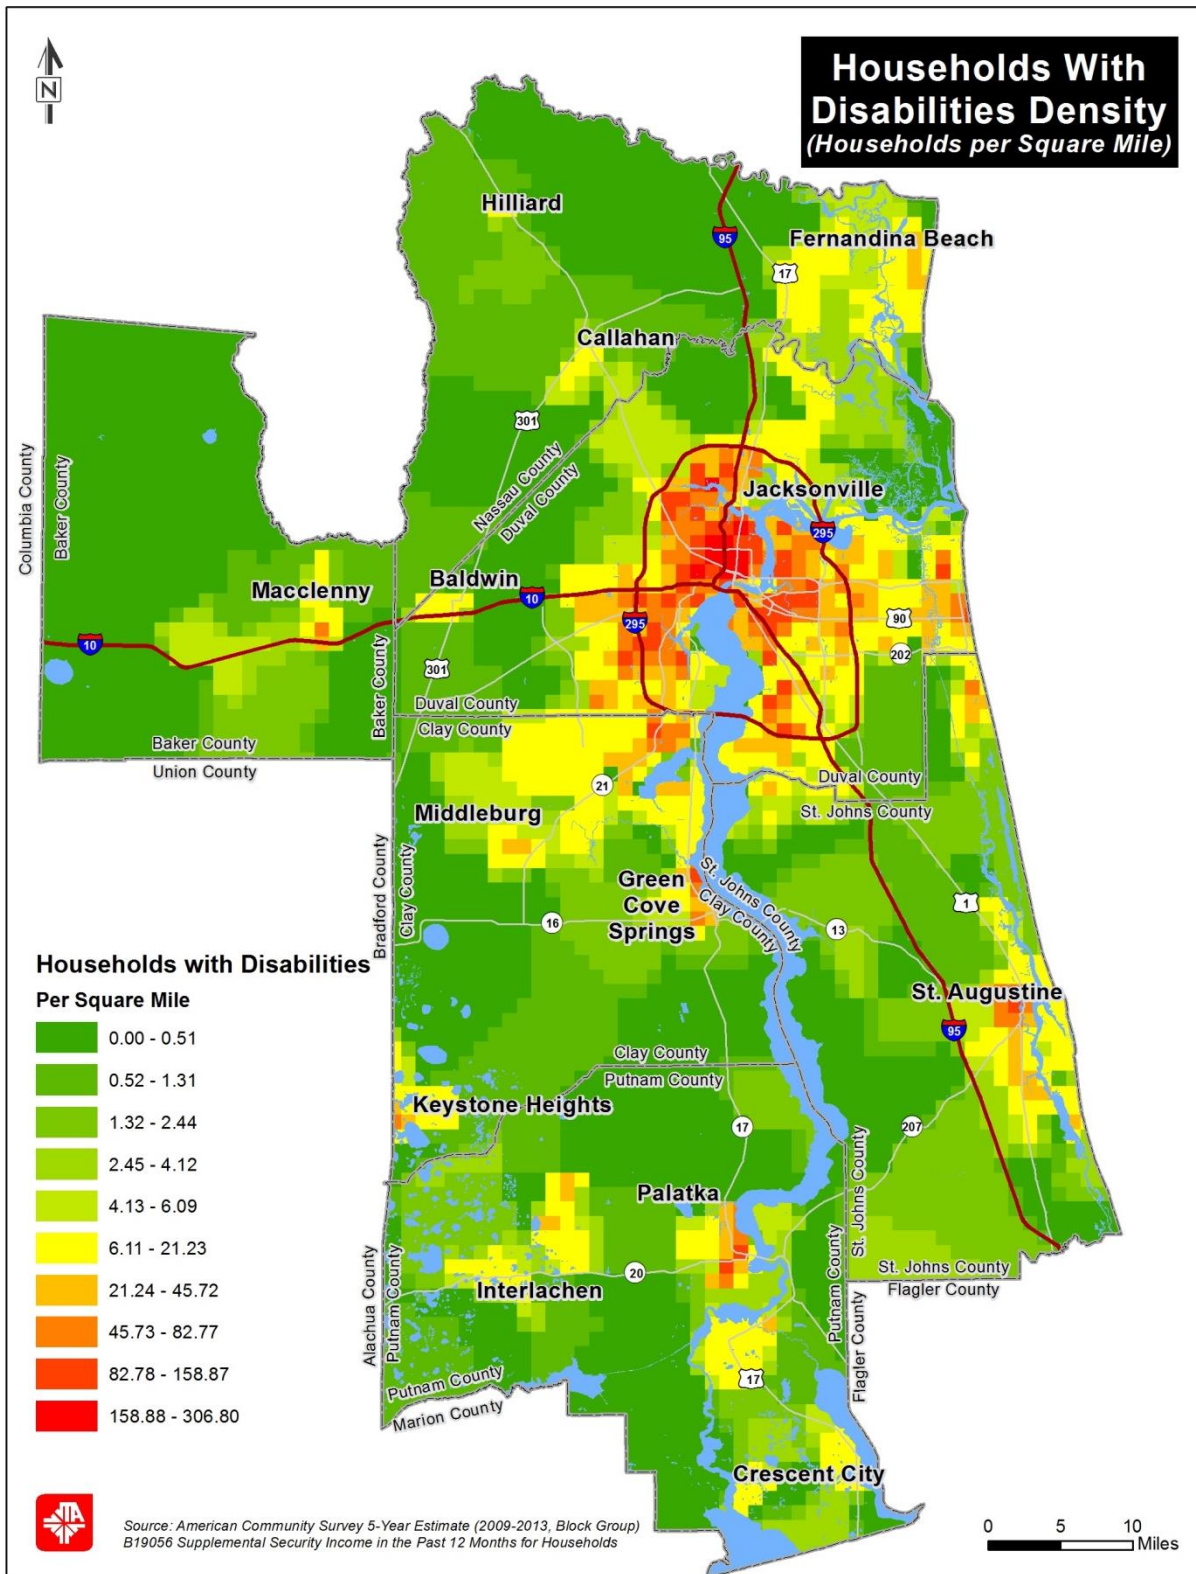 Households With
Disabilities Density
(Households per Square Mile)
N
Hilliard
95
Fernandina Beach
17
Callahan
301
Nassau County
Duval County
Columbia County
Baker County
Jacksonville
295
Macclenny
Baldwin
10
295
90
10
202
301
Baker County
Duval County
Clay County
Baker County
Union County
21
Duval County
St. Johns County
Middleburg
Bradford County
Clay County
Green
Cove
Springs
St. Johns County
Clay County
1
16
13
St. Augustine
95
Clay County
Putnam County
Keystone Heights
17
207
Palatka
St. Johns County
Putnam County
Flagler County
St. Johns County
Flagler County
20
Interlachen
Alachua County
Putnam County
Putnam County
Marion County
17
Crescent City
Households with Disabilities
Per Square Mile
0.00 - 0.51
0.52 - 1.31
1.32 - 2.44
2.45 - 4.12
4.13 - 6.09
6.11 - 21.23
21.24 - 45.72
45.73 - 82.77
82.78 - 158.87
158.88 - 306.80
JTA
Source: American Community Survey 5-Year Estimate (2009-2013, Block Group)
B19056 Supplemental Security Income in the Past 12 Months for Households
0 5 10
Miles